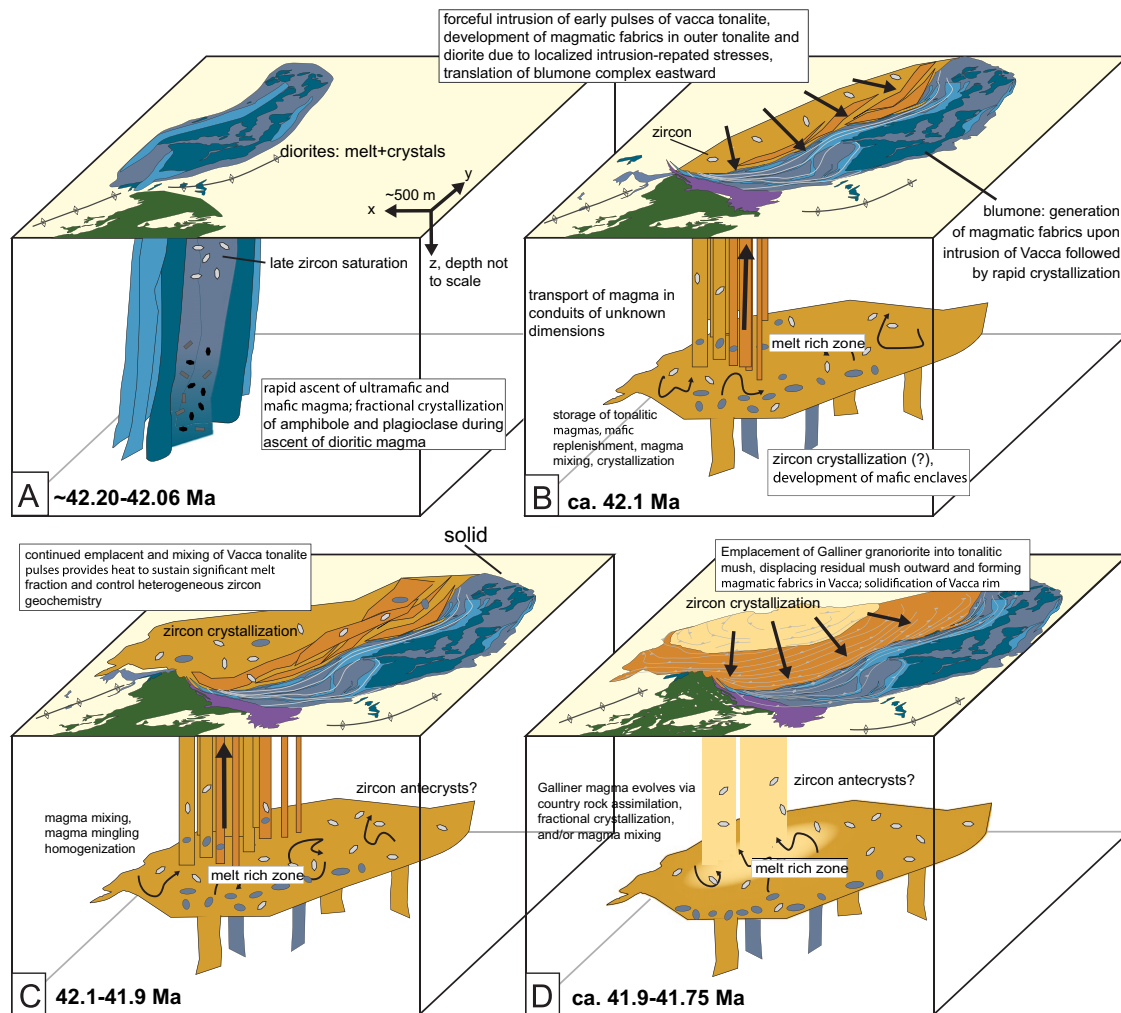 forceful intrusion of early pulses of vacca tonalite,
development of magmatic fabrics in outer tonalite and
diorite due to localized intrusion-repated stresses,
translation of blumone complex eastward
diorites: melt+crystals
~500 m
x
y
z, depth not
to scale
late zircon saturation
rapid ascent of ultramafic and
mafic magma; fractional crystallization
of amphibole and plagioclase during
ascent of dioritic magma
A
~42.20-42.06 Ma
zircon
blumone: generation
of magmatic fabrics upon
intrusion of Vacca followed
by rapid crystallization
transport of magma in
conduits of unknown
dimensions
melt rich zone
storage of tonalitic
magmas, mafic
replenishment, magma
mixing, crystallization
zircon crystallization (?),
development of mafic enclaves
B
ca. 42.1 Ma
continued emplacent and mixing of Vacca tonalite
pulses provides heat to sustain significant melt
fraction and control heterogeneous zircon
geochemistry
solid
zircon crystallization
magma mixing,
magma mingling
homogenization
zircon antecrysts?
melt rich zone
C
42.1-41.9 Ma
Emplacement of Galliner granoriorite into tonalitic
mush, displacing residual mush outward and forming
magmatic fabrics in Vacca; solidification of Vacca rim
zircon crystallization
Galliner magma evolves via
country rock assimilation,
fractional crystallization,
and/or magma mixing
zircon antecrysts?
melt rich zone
D
ca. 41.9-41.75 Ma